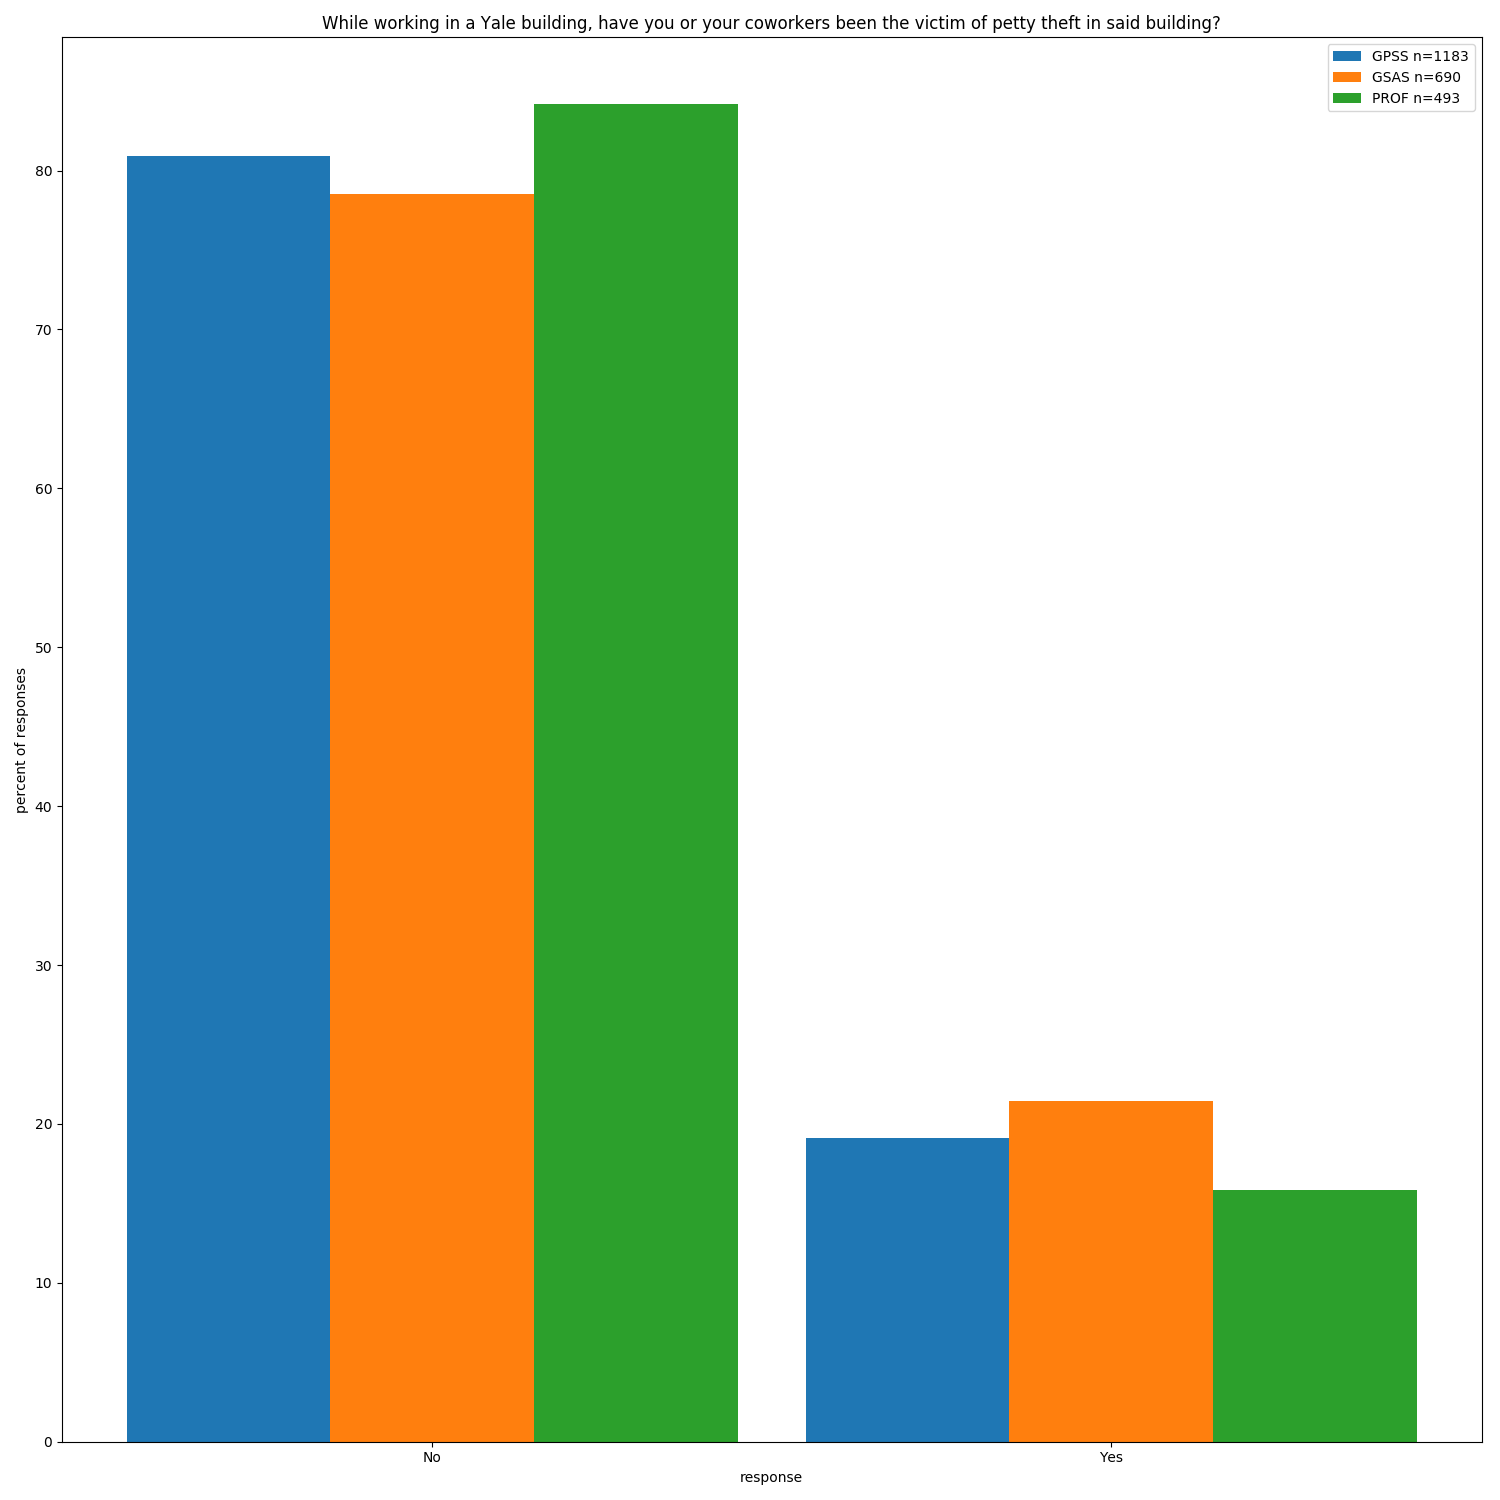 While working in a Yale building, have you or your coworkers been the victim of petty theft in said building?
GPSS n=1183
GSAS n=690
PROF n=493
percent of responses
80
70
60
50
40
30
20
10
0
No
Yes
response